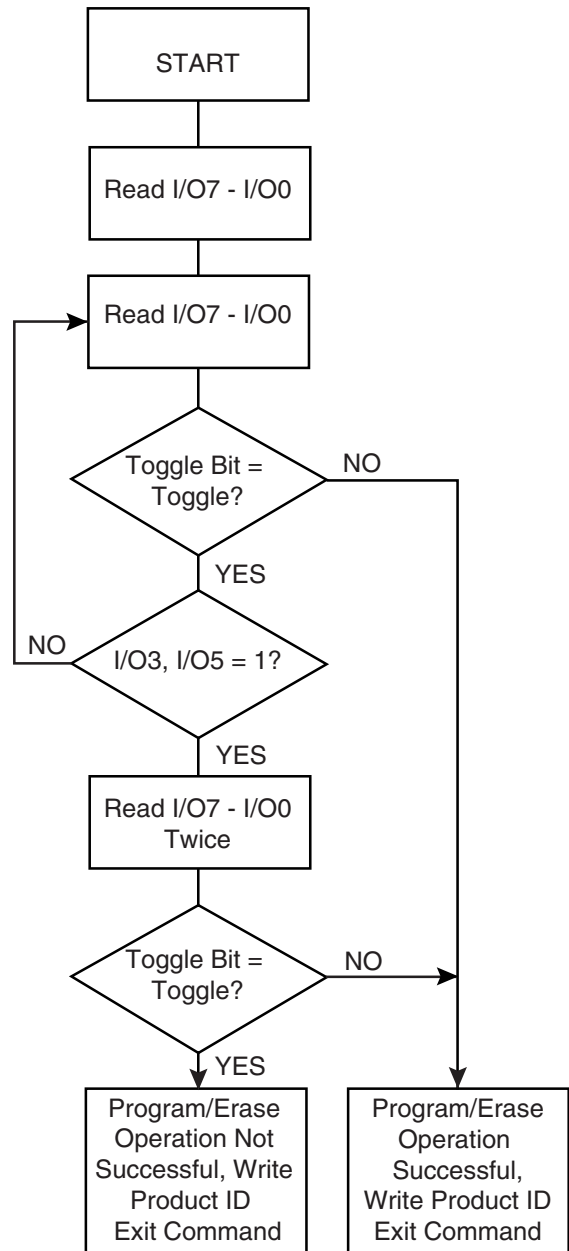 START
Read I/O7 - I/O0
Read I/O7 - I/O0
Toggle Bit =
Toggle?
NO
YES
NO
I/O3, I/O5 = 1?
YES
Read I/O7 - I/O0
Twice
Toggle Bit =
Toggle?
NO
YES
Program/Erase
Operation Not
Successful, Write
Product ID
Exit Command
Program/Erase
Operation
Successful,
Write Product ID
Exit Command